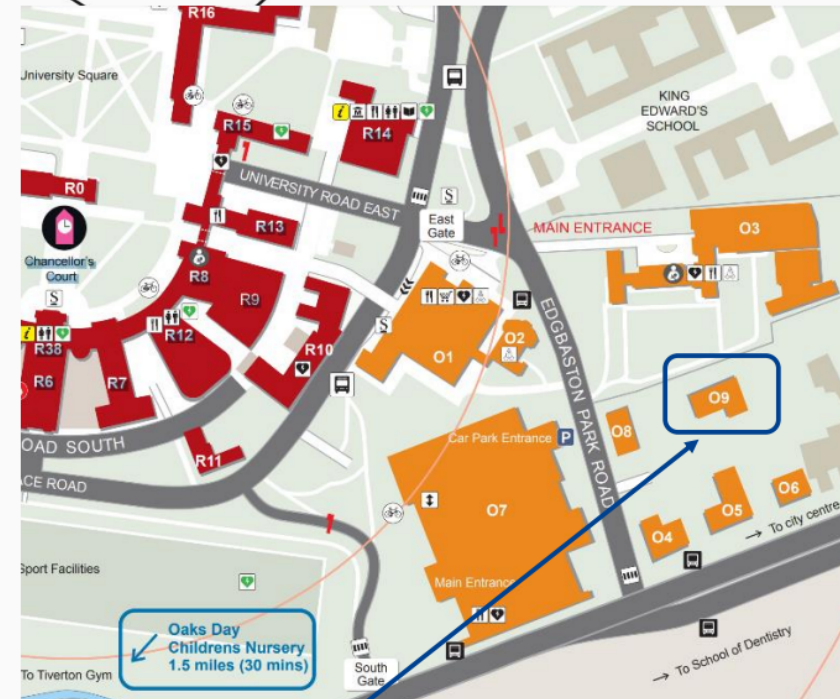 R16
University Square
KING
EDWARD'S
SCHOOL
R15
i
R14
R0
UNIVERSITY ROAD EAST
East
Gate
MAIN ENTRANCE
O3
R13
Chancellor's
Court
R8
R9
R12
R10
i
R38
R6
R7
O1
O2
EDGBASTON PARK ROAD
O9
O8
Car Park Entrance
P
OAD SOUTH
R11
CE ROAD
O7
O6
O5
O4
To city centre
Sport Facilities
Main Entrance
Oaks Day
Childrens Nursery
1.5 miles (30 mins)
To Tiverton Gym
South
Gate
To School of Dentistry